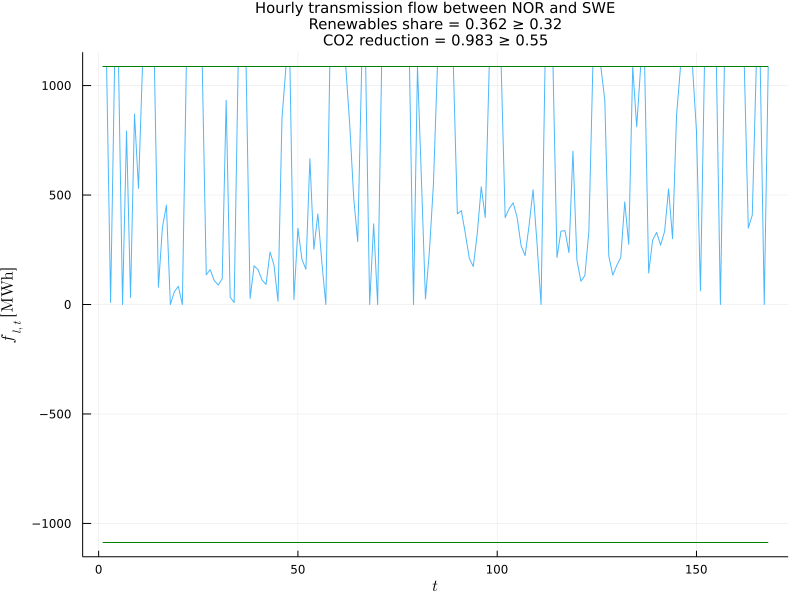 Hourly transmission flow between NOR and SWE
Renewables share = 0.362 ≥ 0.32
CO2 reduction = 0.983 ≥ 0.55
1000
500
0
−500
−1000
f l,t [MWh]
0
50
100
150
t